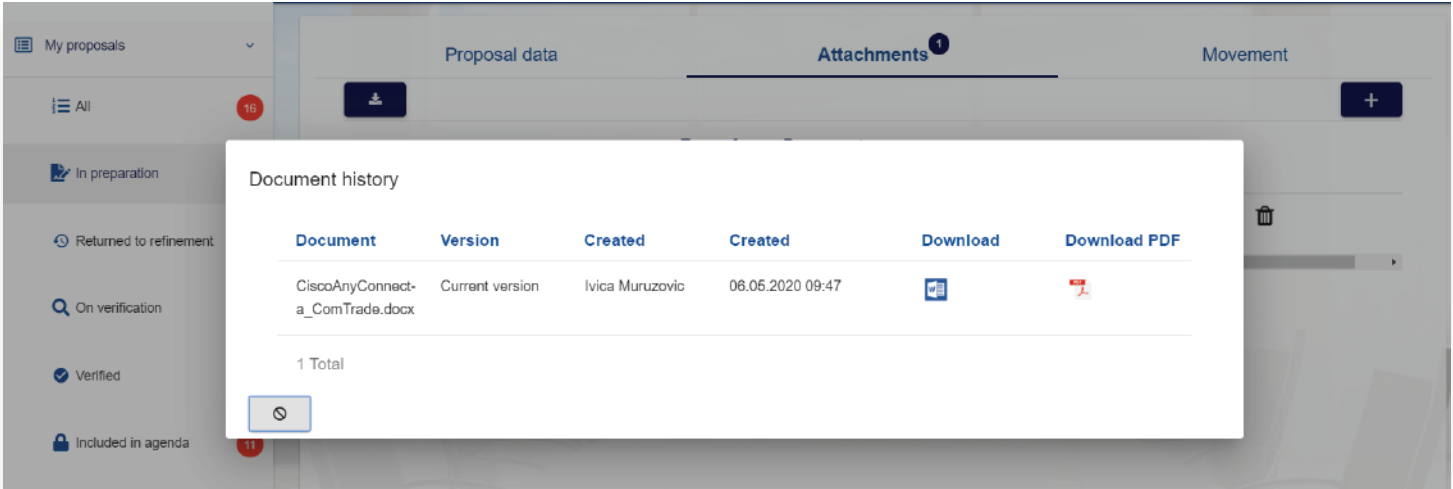 My proposals
Proposal data
Attachments
1
Movement
All
16
In preparation
Document history
Returned to refinement
Document Version Created Created Download Download PDF
CiscoAnyConnect- Current version Ivica Muruzovic 06.05.2020 09:47
a_ComTrade.docx
On verification
1 Total
Verified
Included in agenda
11